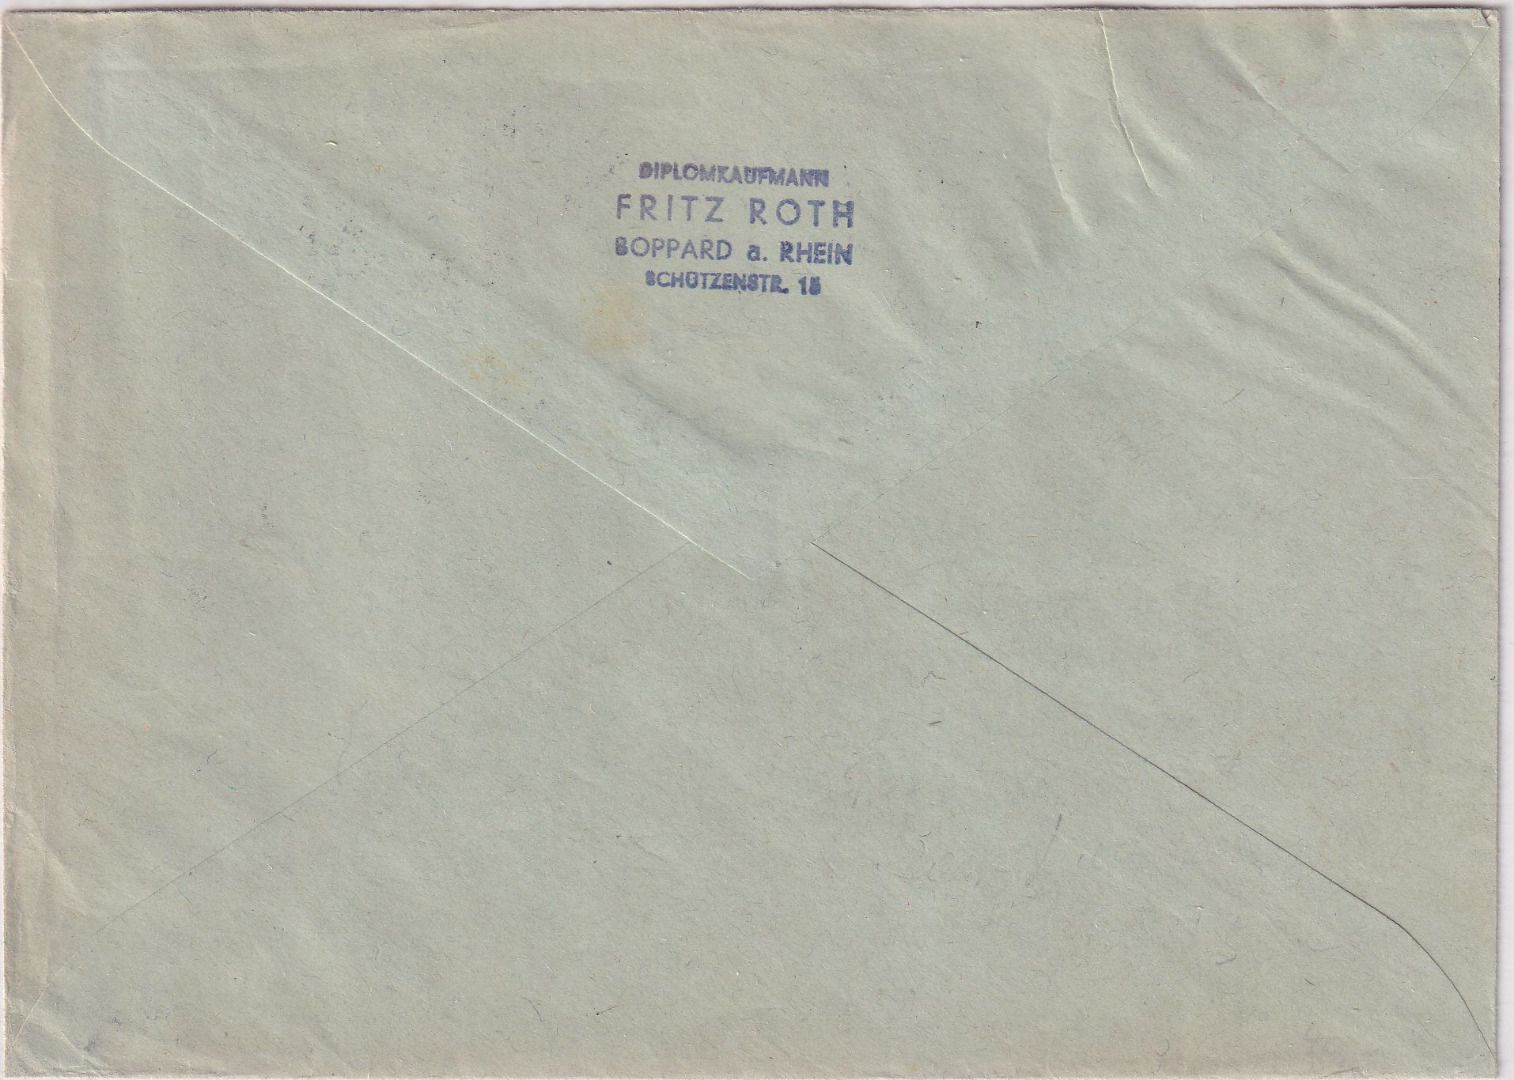 DIPLOMKAUFMANN
FRITZ ROTH
BOPPARD a. RHEIN
SCHÜTZENSTR. 15